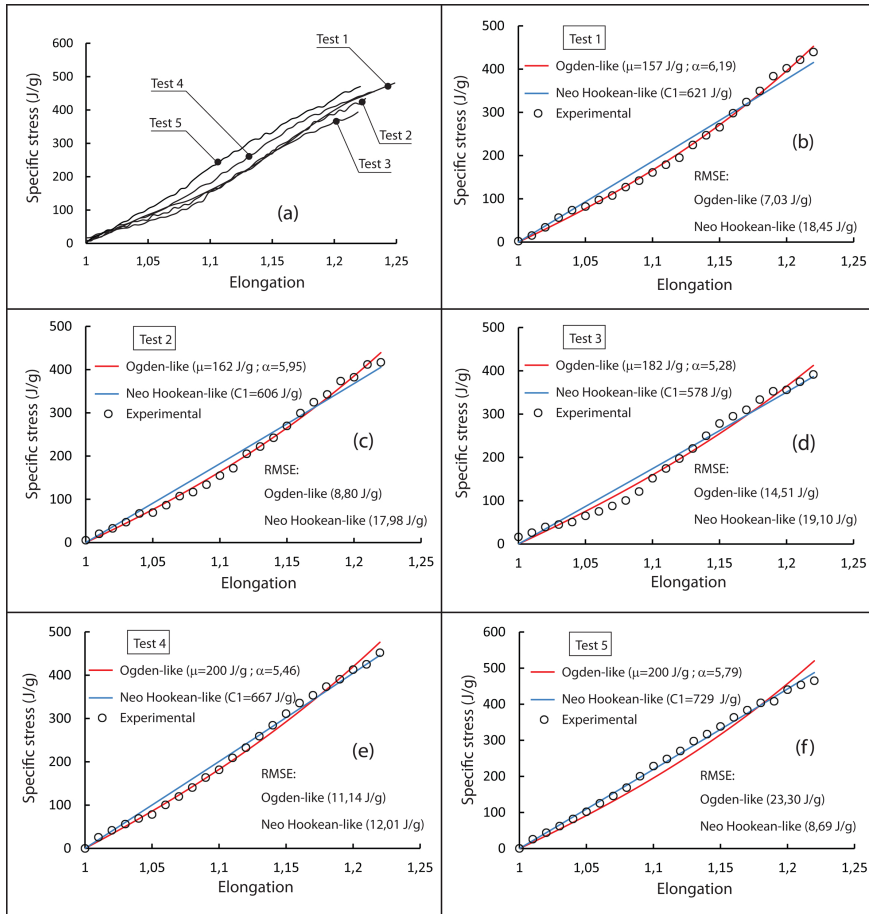 600
500
400
300
200
100
0
Specific stress (J/g)
Test 1
Test 4
Test 5
Test 2
Test 3
(a)
1
1,05
1,1
1,15
1,2
1,25
Elongation
500
400
300
200
100
0
Specific stress (J/g)
Test 1
Ogden-like (μ=157 J/g ; α=6,19)
Neo Hookean-like (C1=621 J/g)
Experimental
(b)
RMSE:
Ogden-like (7,03 J/g)
Neo Hookean-like (18,45 J/g)
1
1,05
1,1
1,15
1,2
1,25
Elongation
500
400
300
200
100
0
Specific stress (J/g)
Test 2
Ogden-like (μ=162 J/g ; α=5,95)
Neo Hookean-like (C1=606 J/g)
Experimental
(c)
RMSE:
Ogden-like (8,80 J/g)
Neo Hookean-like (17,98 J/g)
1
1,05
1,1
1,15
1,2
1,25
Elongation
500
400
300
200
100
0
Specific stress (J/g)
Test 3
Ogden-like (μ=182 J/g ; α=5,28)
Neo Hookean-like (C1=578 J/g)
Experimental
(d)
RMSE:
Ogden-like (14,51 J/g)
Neo Hookean-like (19,10 J/g)
1
1,05
1,1
1,15
1,2
1,25
Elongation
500
400
300
200
100
0
Specific stress (J/g)
Test 4
Ogden-like (μ=200 J/g ; α=5,46)
Neo Hookean-like (C1=667 J/g)
Experimental
(e)
RMSE:
Ogden-like (11,14 J/g)
Neo Hookean-like (12,01 J/g)
1
1,05
1,1
1,15
1,2
1,25
Elongation
600
500
400
300
200
100
0
Specific stress (J/g)
Test 5
Ogden-like (μ=200 J/g ; α=5,79)
Neo Hookean-like (C1=729 J/g)
Experimental
(f)
RMSE:
Ogden-like (23,30 J/g)
Neo Hookean-like (8,69 J/g)
1
1,05
1,1
1,15
1,2
1,25
Elongation